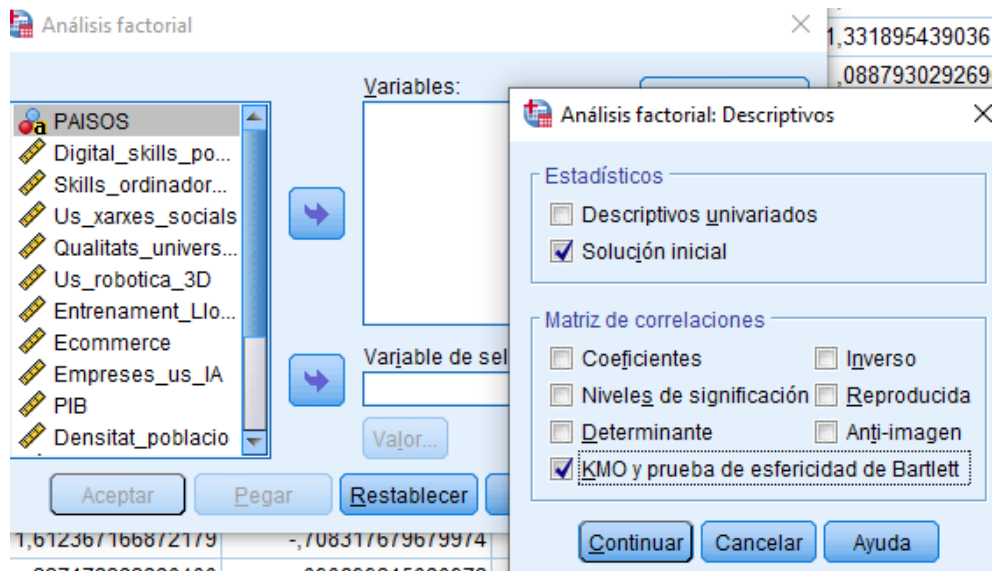 Análisis factorial
1,331895439036
,088793029269
Variables:
PAISOS
Digital_skills_po...
Skills_ordinador...
Us_xarxes_socials
Qualitats_univers...
Us_robotica_3D
Entrenament_Llo...
Ecommerce
Empreses_us_IA
PIB
Densitat_poblacio
Variable de sel
Valor...
Aceptar
Pegar
Restablecer
1,612367166872179
-,708317679679974
Análisis factorial: Descriptivos
Estadísticos
Descriptivos univariados
Solución inicial
Matriz de correlaciones
Coeficientes
Inverso
Niveles de significación
Reproducida
Determinante
Anti-imagen
KMO y prueba de esfericidad de Bartlett
Continuar
Cancelar
Ayuda